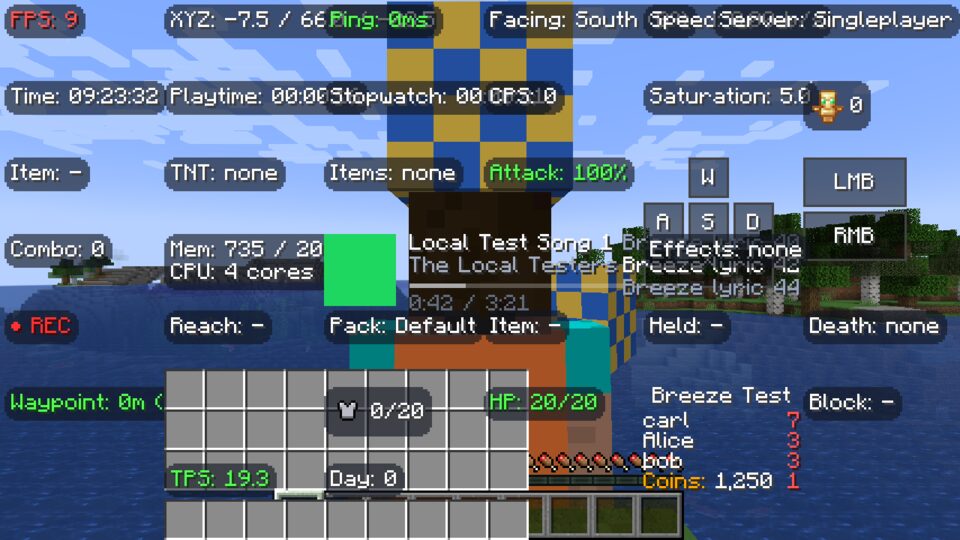 FPS: 9
XYZ: -7.5 / 66
Ping: 0ms
Facing: South
Speed
Server: Singleplayer
Time: 09:23:32
Playtime: 00:00
Stopwatch: 00:0
CPS: 0
Saturation: 5.0
0
Item: -
TNT: none
Items: none
Attack: 100%
W
LMB
A S D
RMB
Combo: 0
Mem: 735 / 20
CPU: 4 cores
Local Test Song 1
The Local Testers
0:42 / 3:21
Effects: none
Breeze lyric 42
Breeze lyric 44
● REC
Reach: -
Pack: Default
Item: -
Held: -
Death: none
Waypoint: 0m (
0/20
HP: 20/20
Block: -
Breeze Test
carl 7
Alice 3
bob 3
Coins: 1,250 1
TPS: 19.3
Day: 0